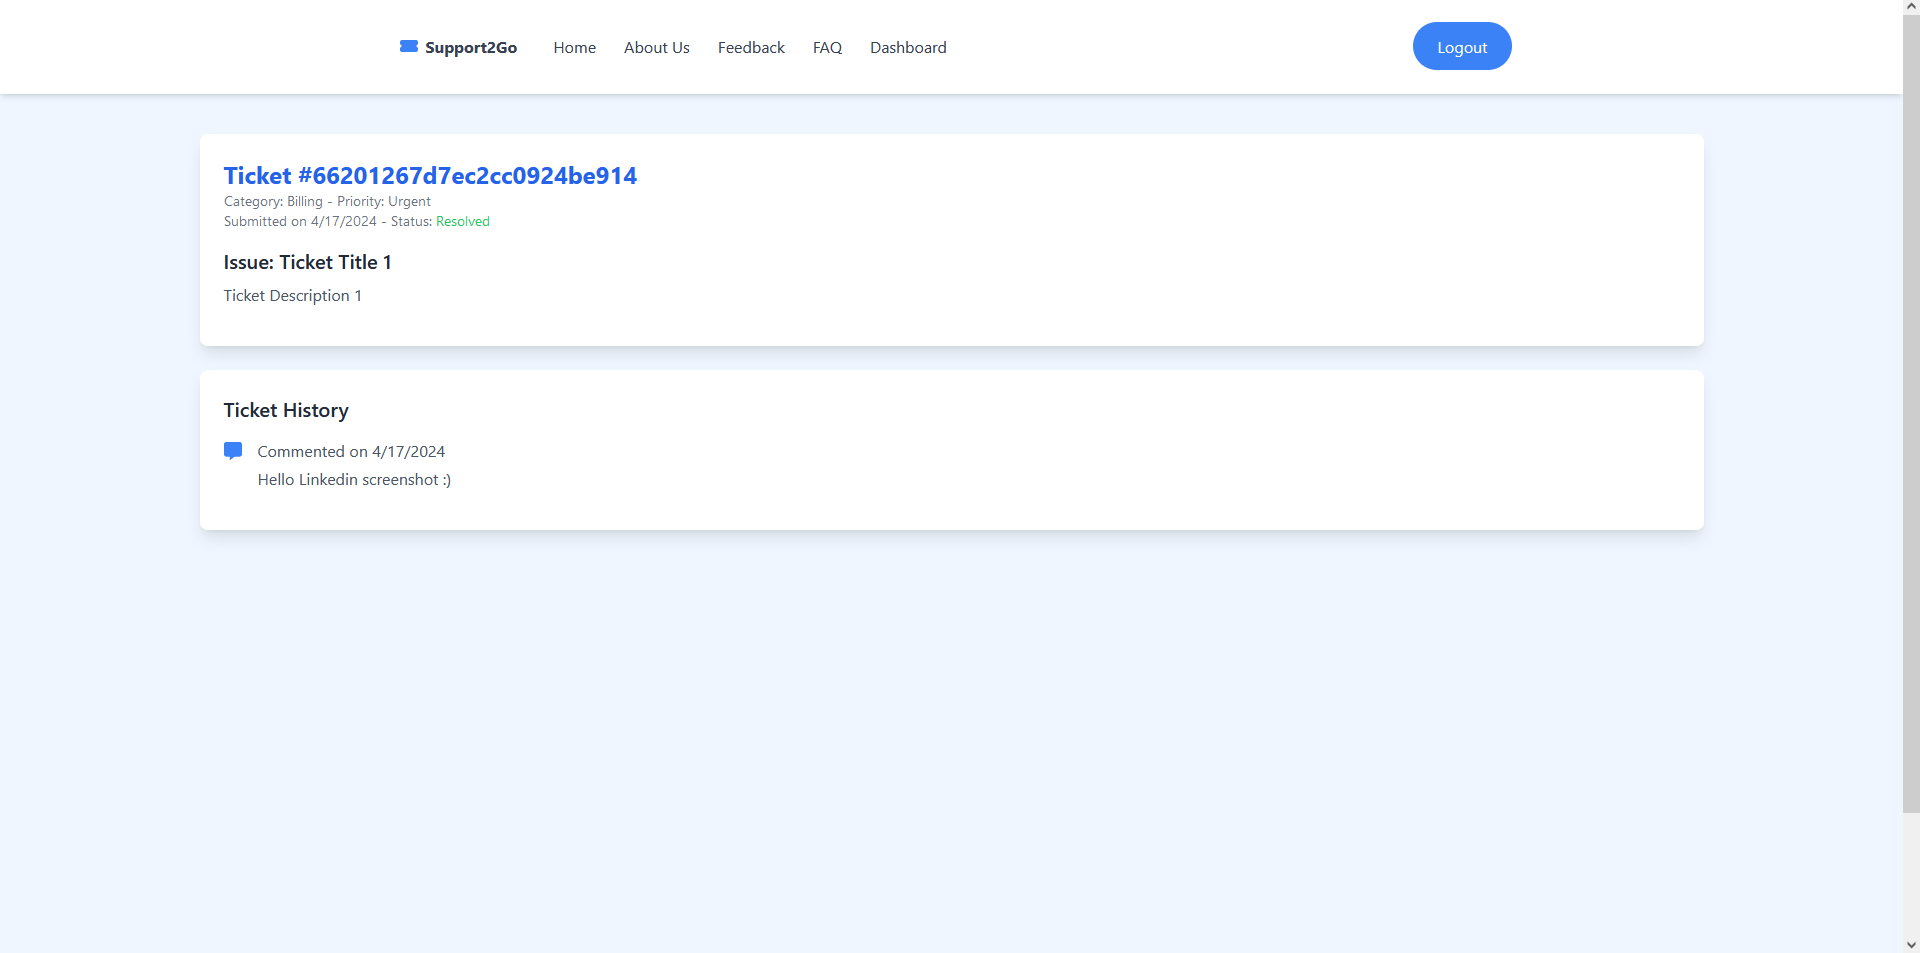 Support2Go Home About Us Feedback FAQ Dashboard Logout
Ticket #66201267d7ec2cc0924be914
Category: Billing - Priority: Urgent
Submitted on 4/17/2024 - Status: Resolved
Issue: Ticket Title 1
Ticket Description 1
Ticket History
Commented on 4/17/2024
Hello Linkedin screenshot :)